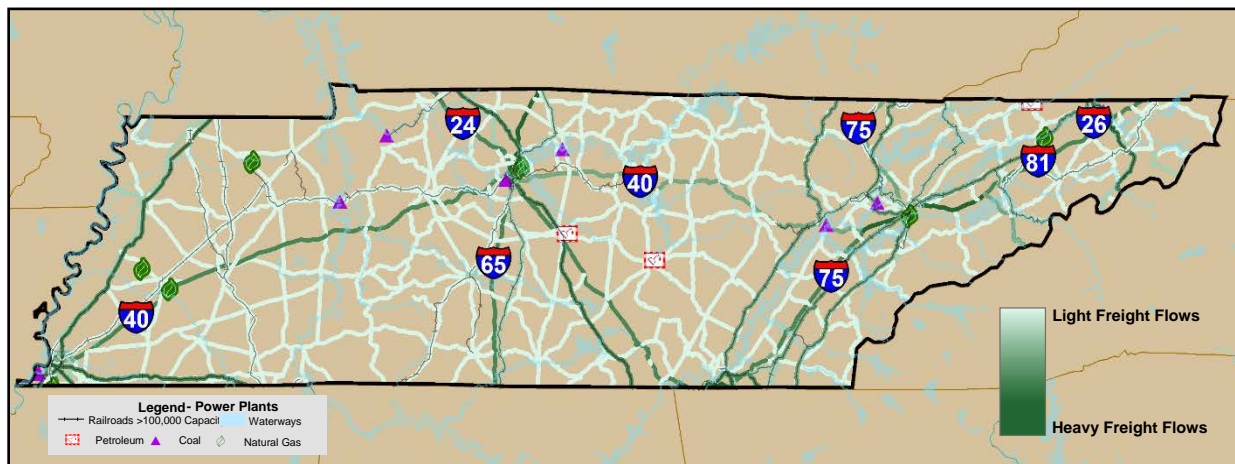 24
75
26
81
40
65
75
40
Light Freight Flows
Heavy Freight Flows
Legend- Power Plants
Railroads >100,000 Capacit Waterways
Petroleum Coal Natural Gas